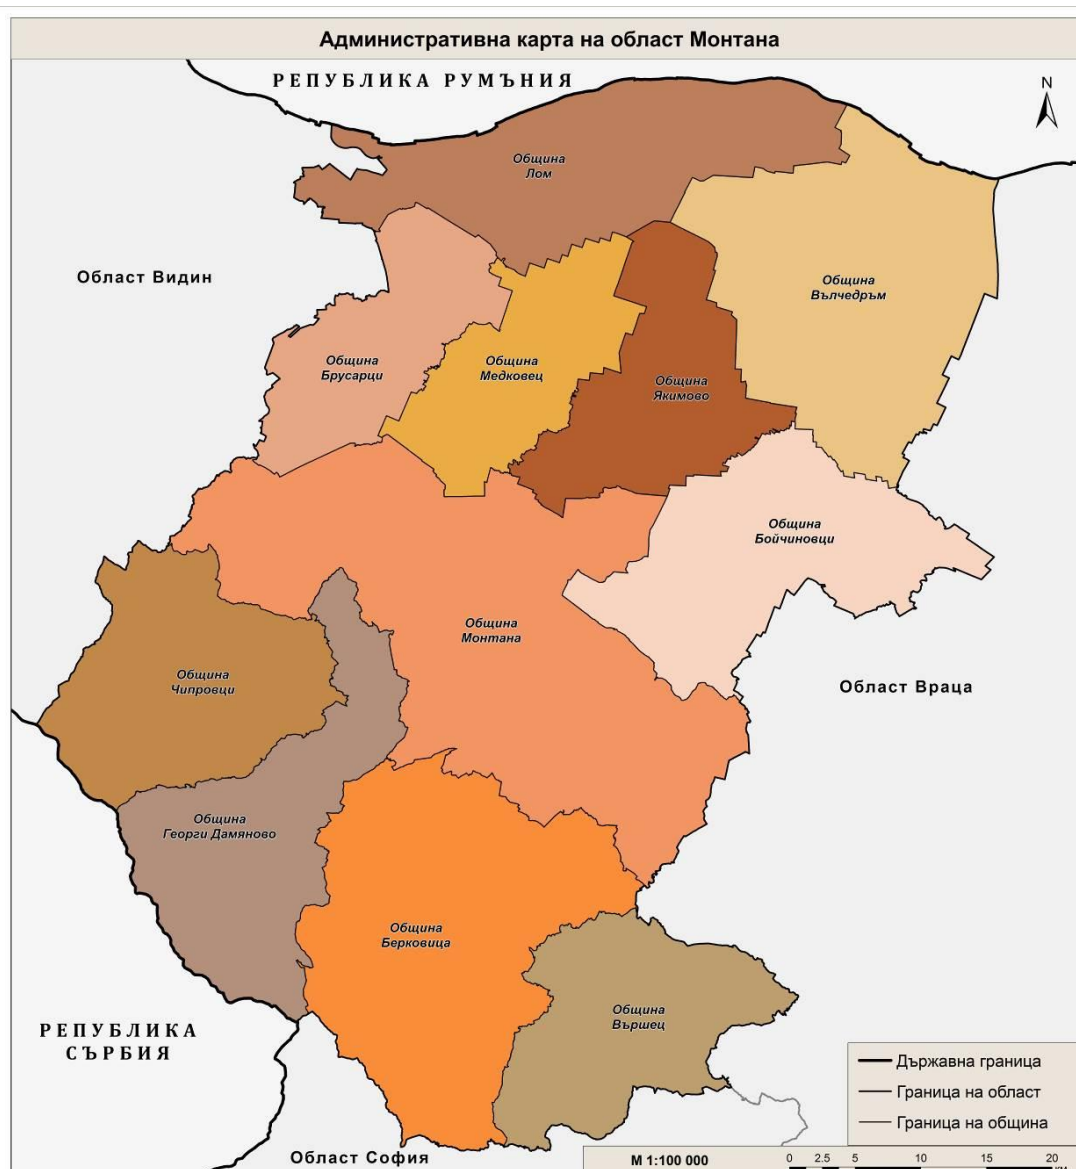 Административна карта на област Монтана
РЕПУБЛИКА РУМЪНИЯ
N
Община
Лом
Област Видин
Община
Вълчедръм
Община
Брусарци
Община
Медковец
Община
Якимово
Община
Бойчиновци
Община
Монтана
Община
Чипровци
Област Враца
Община
Георги Дамяново
Община
Берковица
Община
Вършец
РЕПУБЛИКА
СЪРБИЯ
Държавна граница
Граница на област
Граница на община
Област София
М 1:100 000
0 2.5 5 10 15 20